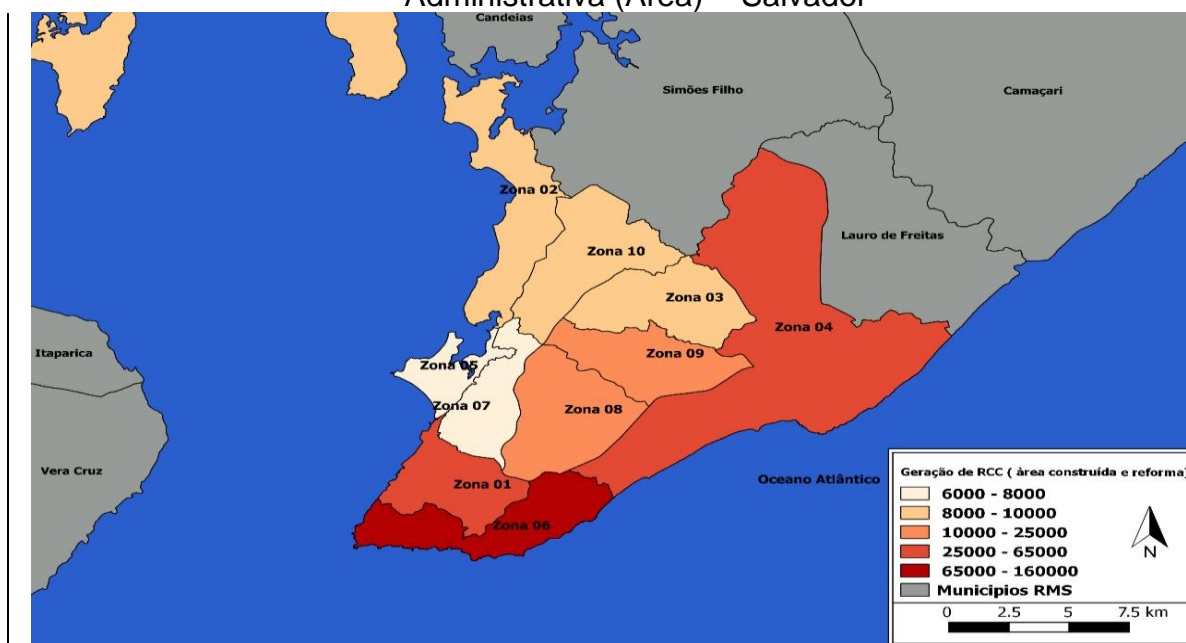 Administrativa (Área) – Salvador
Candeias
Simões Filho
Camaçari
Zona 02
Lauro de Freitas
Zona 10
Zona 03
Zona 04
Itaparica
Zona 09
Zona 05
Zona 07
Zona 08
Vera Cruz
Oceano Atlântico
Zona 01
Zona 06
Geração de RCC ( àrea construída e reforma)
6000 - 8000
8000 - 10000
10000 - 25000
25000 - 65000
65000 - 160000
Municipios RMS
N
0 2.5 5 7.5 km